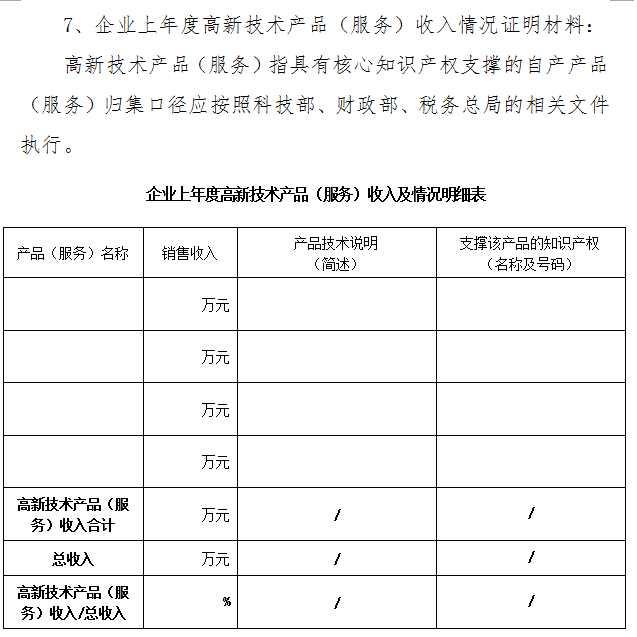 7、企业上年度高新技术产品（服务）收入情况证明材料：
高新技术产品（服务）指具有核心知识产权支撑的自产产品
（服务）归集口径应按照科技部、财政部、税务总局的相关文件
执行。
企业上年度高新技术产品（服务）收入及情况明细表
产品（服务）名称 销售收入 产品技术说明 支撑该产品的知识产权
（简述） （名称及号码）
万元
万元
万元
万元
高新技术产品（服
务）收入合计 万元 / /
总收入 万元 / /
高新技术产品（服
务）收入/总收入 % / /